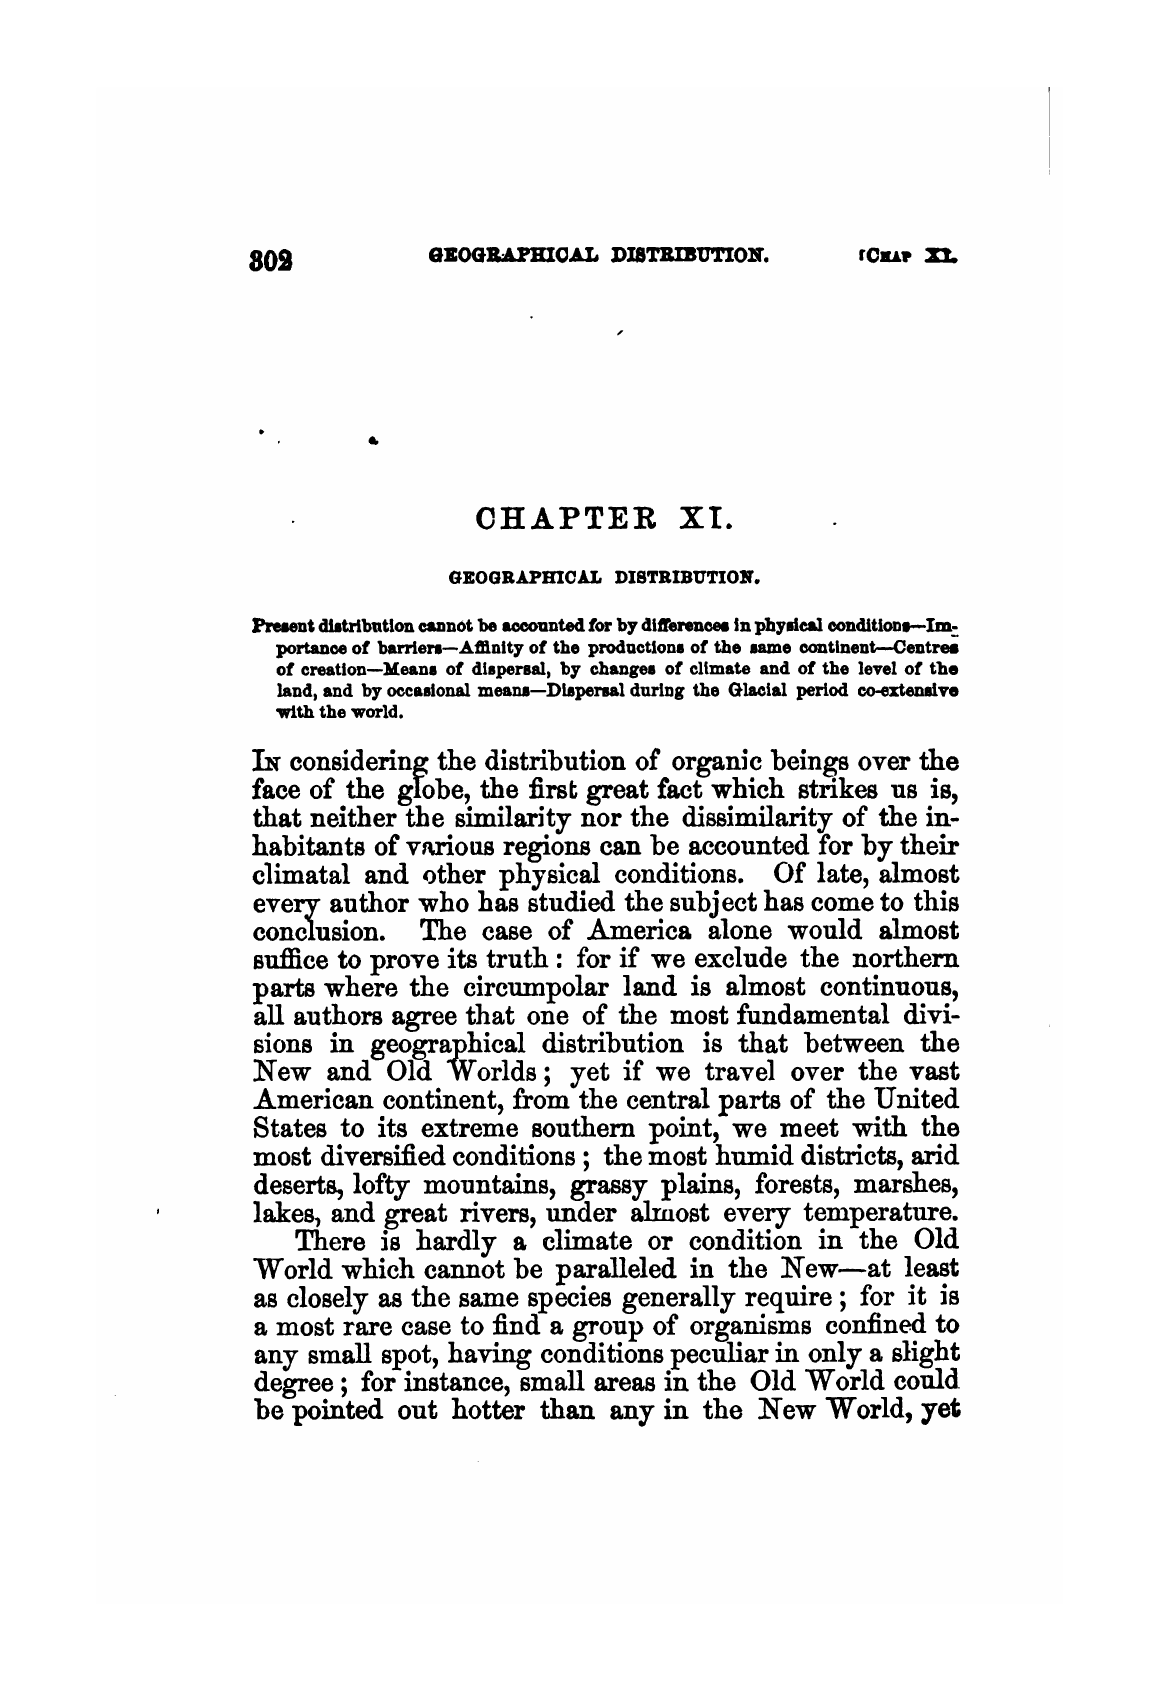 302 GEOGRAPHICAL DISTRIBUTION. [CHAP XI.
CHAPTER XI.
GEOGRAPHICAL DISTRIBUTION.
Present distribution cannot be accounted for by differences in physical conditions—Im-
portance of barriers—Affinity of the productions of the same continent—Centres
of creation—Means of dispersal, by changes of climate and of the level of the
land, and by occasional means—Dispersal during the Glacial period co-extensive
with the world.
IN considering the distribution of organic beings over the
face of the globe, the first great fact which strikes us is,
that neither the similarity nor the dissimilarity of the in-
habitants of various regions can be accounted for by their
climatal and other physical conditions. Of late, almost
every author who has studied the subject has come to this
conclusion. The case of America alone would almost
suffice to prove its truth: for if we exclude the northern
parts where the circumpolar land is almost continuous,
all authors agree that one of the most fundamental divi-
sions in geographical distribution is that between the
New and Old Worlds; yet if we travel over the vast
American continent, from the central parts of the United
States to its extreme southern point, we meet with the
most diversified conditions; the most humid districts, arid
deserts, lofty mountains, grassy plains, forests, marshes,
lakes, and great rivers, under almost every temperature.
There is hardly a climate or condition in the Old
World which cannot be paralleled in the New—at least
as closely as the same species generally require; for it is
a most rare case to find a group of organisms confined to
any small spot, having conditions peculiar in only a slight
degree; for instance, small areas in the Old World could
be pointed out hotter than any in the New World, yet